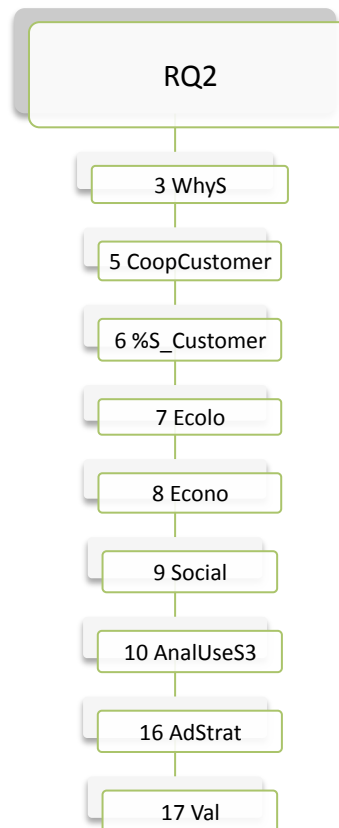 RQ2
3 WhyS
5 CoopCustomer
6 %S_Customer
7 Ecolo
8 Econo
9 Social
10 AnalUseS3
16 AdStrat
17 Val